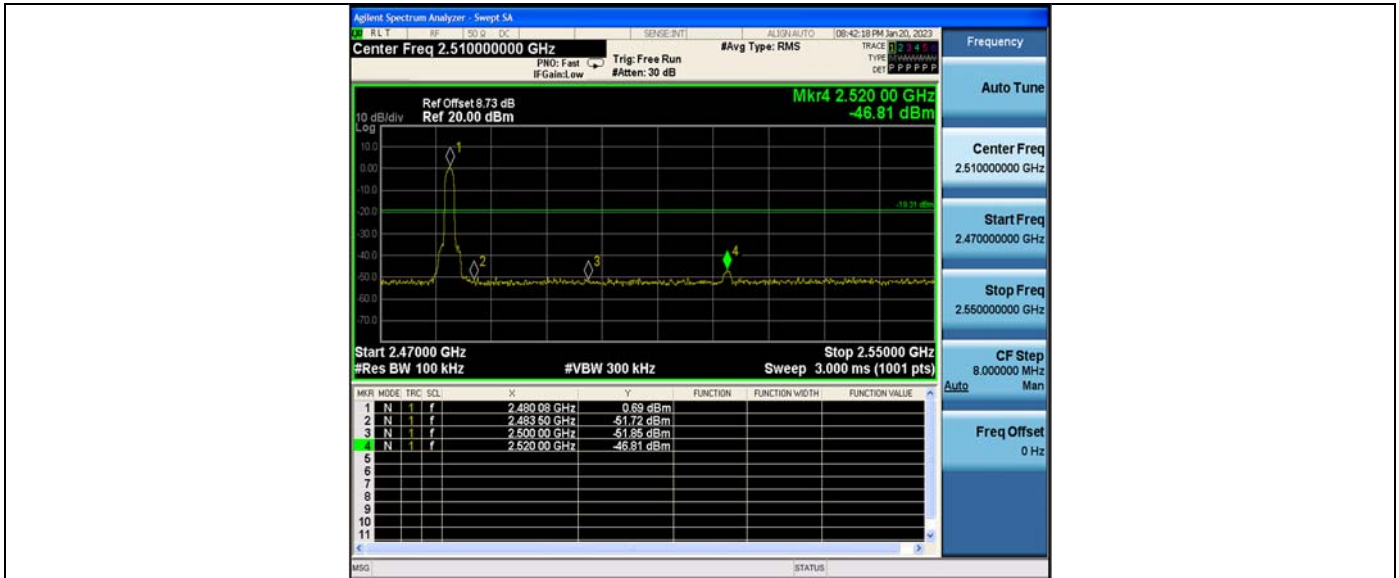 Agilent Spectrum Analyzer - Swept SA
R L T RF 50 Ω DC SENSE:INT ALIGN AUTO 08:42:18 PM Jan 20, 2023
Center Freq 2.510000000 GHz #Avg Type: RMS TRACE 1 2 3 4 5 6
PNO: Fast Trig: Free Run TYPE
IFGain:Low #Atten: 30 dB DET P P P P P P
Frequency
Mkr4 2.520 00 GHz
-46.81 dBm
Ref Offset 8.73 dB
10 dB/div Ref 20.00 dBm
Log
10.0
0.00
-10.0
-20.0
-30.0
-40.0
-50.0
-60.0
-70.0
1
2
3
4
-19.31 dBm
Start 2.47000 GHz Stop 2.55000 GHz
#Res BW 100 kHz #VBW 300 kHz Sweep 3.000 ms (1001 pts)
MKR MODE TRC SCL X Y FUNCTION FUNCTION WIDTH FUNCTION VALUE
1 N 1 f 2.480 08 GHz 0.69 dBm
2 N 1 f 2.483 50 GHz -51.72 dBm
3 N 1 f 2.500 00 GHz -51.85 dBm
4 N 1 f 2.520 00 GHz -46.81 dBm
5
6
7
8
9
10
11
MSG STATUS
Auto Tune
Center Freq
2.510000000 GHz
Start Freq
2.470000000 GHz
Stop Freq
2.550000000 GHz
CF Step
8.000000 MHz
Auto Man
Freq Offset
0 Hz